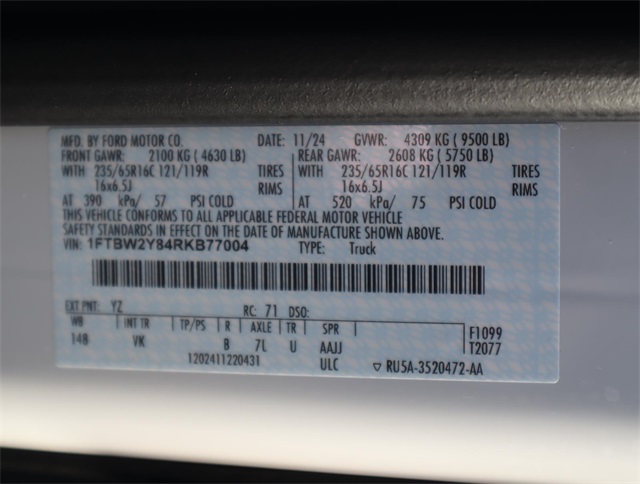 MFD. BY FORD MOTOR CO. DATE: 11/24 GVWR: 4309 KG ( 9500 LB)
FRONT GAWR: 2100 KG ( 4630 LB) REAR GAWR: 2608 KG ( 5750 LB)
WITH 235/65R16C 121/119R TIRES WITH 235/65R16C 121/119R TIRES
16x6.5J RIMS 16x6.5J RIMS
AT 390 kPa/ 57 PSI COLD AT 520 kPa/ 75 PSI COLD
THIS VEHICLE CONFORMS TO ALL APPLICABLE FEDERAL MOTOR VEHICLE
SAFETY STANDARDS IN EFFECT ON THE DATE OF MANUFACTURE SHOWN ABOVE.
VIN: 1FTBW2Y84RKB77004 TYPE: Truck
EXT PNT: YZ RC: 71 DSO:
WB INT TR TP/PS R AXLE TR SPR F1099
148 VK B 7L U AAJJ T2077
1202411220431 ULC ▽ RU5A-3520472-AA